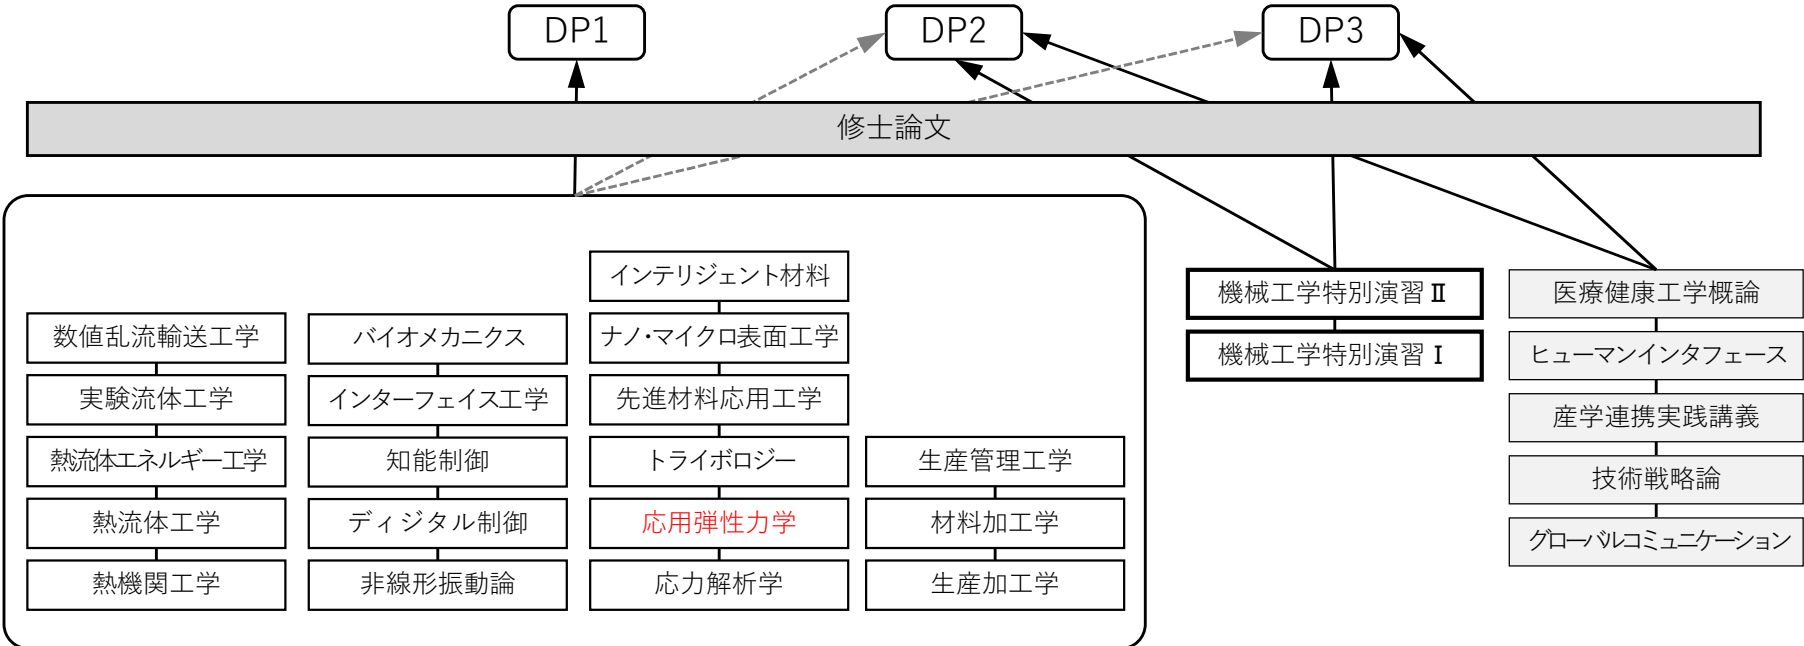 DP1
DP2
DP3
修士論文
数値乱流輸送工学
実験流体工学
熱流体エネルギー工学
熱流体工学
熱機関工学
バイオメカニクス
インターフェイス工学
知能制御
ディジタル制御
非線形振動論
インテリジェント材料
ナノ・マイクロ表面工学
先進材料応用工学
トライボロジー
応用弾性力学
応力解析学
生産管理工学
材料加工学
生産加工学
機械工学特別演習Ⅱ
機械工学特別演習Ⅰ
医療健康工学概論
ヒューマンインタフェース
産学連携実践講義
技術戦略論
グローバルコミュニケーション